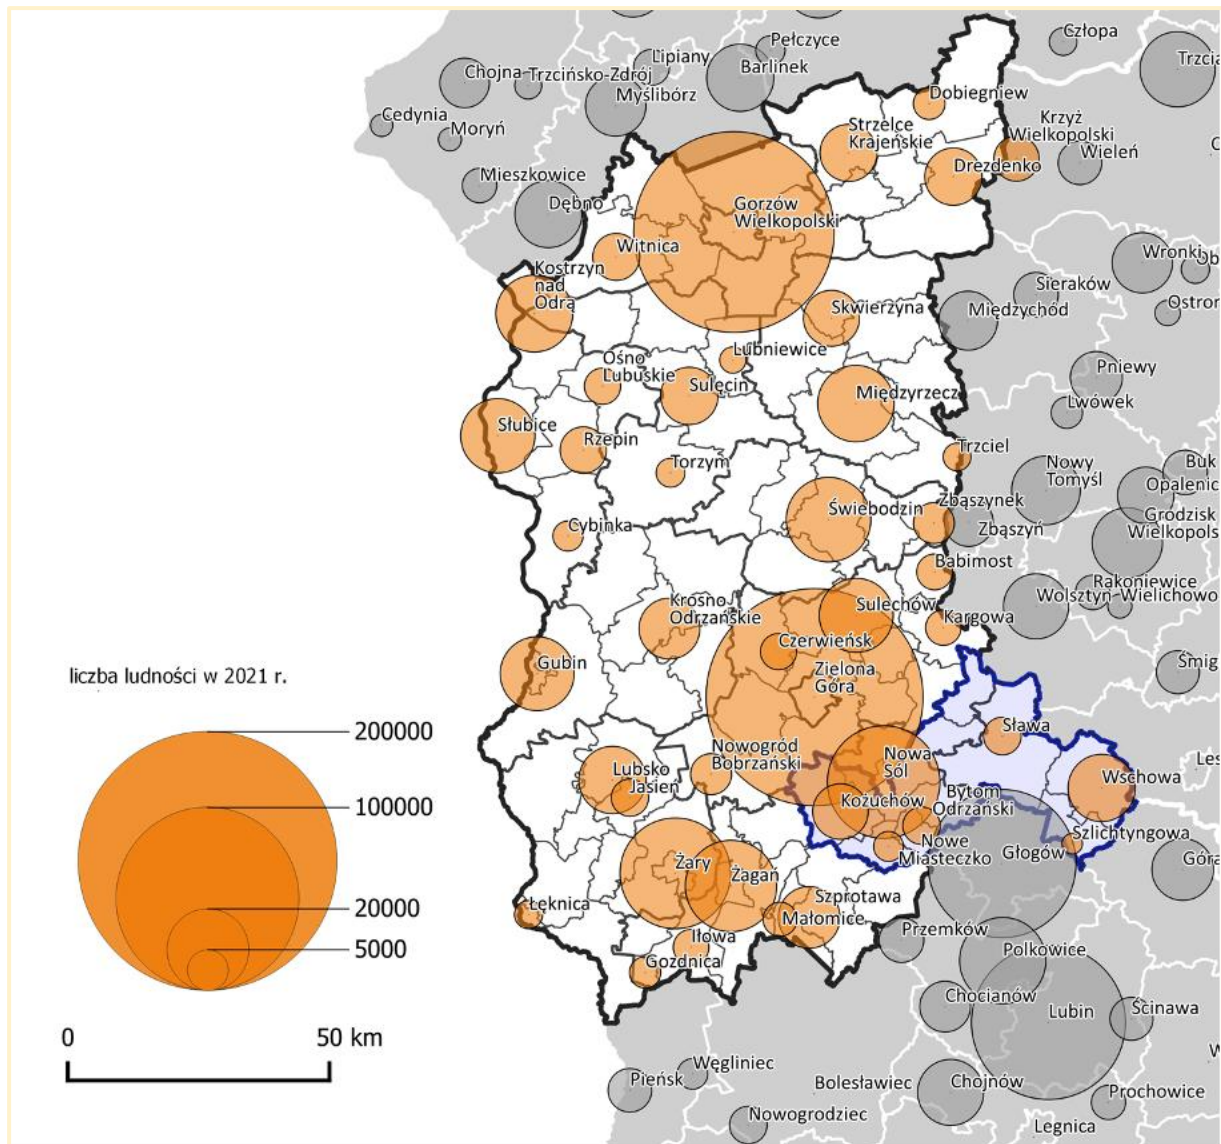 Człopa
Pełczyce
Lipiany
Barlinek
Chojna
Trzcińsko-Zdrój
Myślibórz
Dobiegniew
Cedynia
Moryń
Strzelce
Krajeńskie
Krzyż
Wielkopolski
Wieleń
Drezdenko
Mieszkowice
Dębno
Gorzów
Wielkopolski
Witnica
Wronki
Kostrzyn
nad
Odrą
Sieraków
Skwierzyna
Międzychód
Lubniewice
Ośno
Lubuskie
Sulęcin
Międzyrzecz
Pniewy
Lwówek
Słubice
Rzepin
Torzym
Trzciel
Nowy
Tomyśl
Buk
Opalenic
Świebodzin
Zbąszynek
Zbąszyń
Grodzisk
Wielkopols
Cybinka
Babimost
Rakoniewice
Wolsztyn
Wielichowo
Krosno
Odrzańskie
Sulechów
Kargowa
Czerwieńsk
Zielona
Góra
Gubin
Śmig
liczba ludności w 2021 r.
200000
100000
20000
5000
Sława
Nowogród
Bobrzański
Nowa
Sól
Lubsko
Jasień
Wschowa
Kożuchów
Bytom
Odrzański
Nowe
Miasteczko
Szlichtyngowa
Głogów
Góra
Żary
Żagań
Łęknica
Szprotawa
Małomice
Iłowa
Gozdnica
Przemków
Polkowice
Chocianów
Lubin
Ścinawa
0
50 km
Węgliniec
Pieńsk
Bolesławiec
Chojnów
Prochowice
Nowogrodziec
Legnica